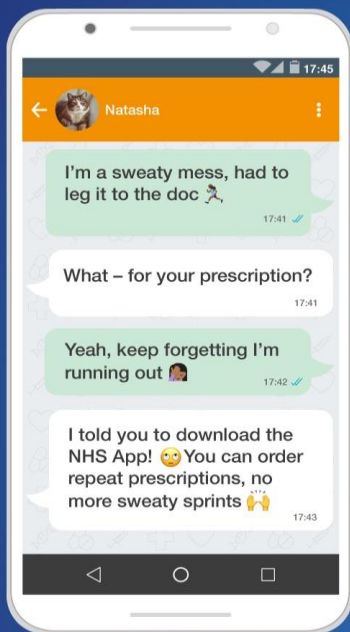 17:45
Natasha
I’m a sweaty mess, had to
leg it to the doc 🏃🏽‍♀️
17:41
What – for your prescription?
17:41
Yeah, keep forgetting I’m
running out 🤦🏾‍♀️
17:42
I told you to download the
NHS App! 🙄 You can order
repeat prescriptions, no
more sweaty sprints 🙌
17:43